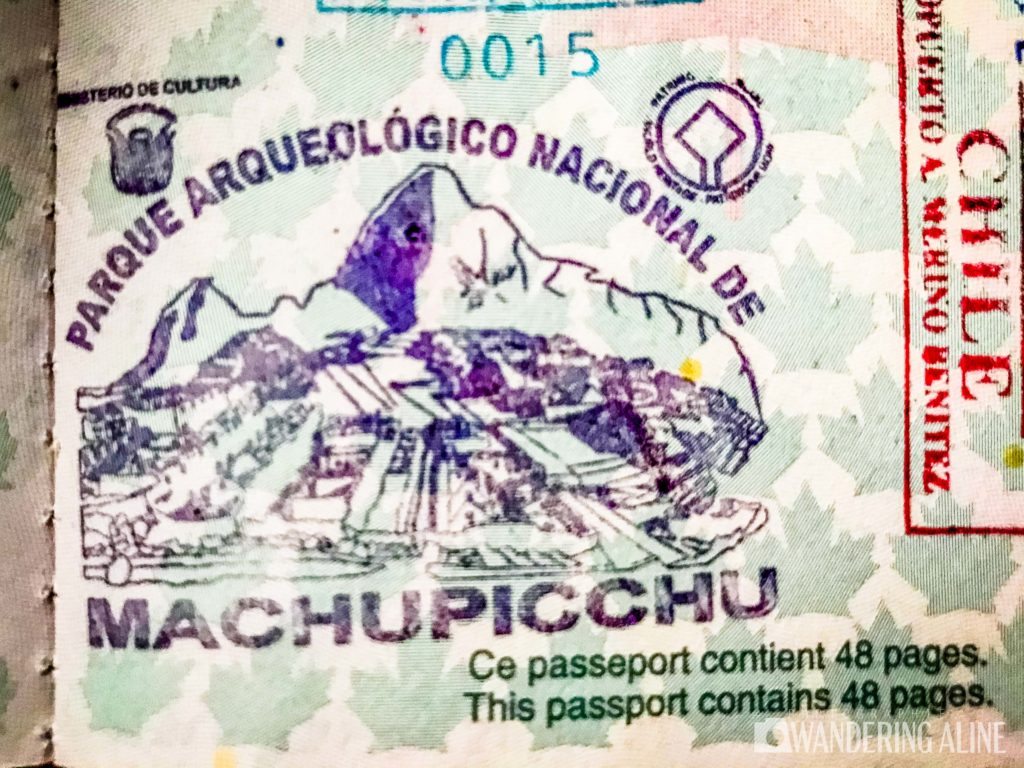 0015
MINISTERIO DE CULTURA
PARQUE ARQUEOLÓGICO NACIONAL DE
MACHUPICCHU
CHILE
OPUERTO A MERINO BENITEZ
Ce passeport contient 48 pages.
This passport contains 48 pages.
WANDERING ALINE